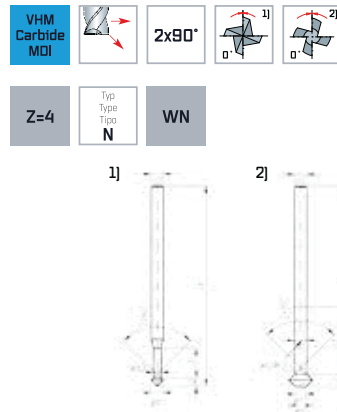 VHM
Carbide
MDI
2x90°
1)
0°
2)
0°
Z=4
Typ
Type
Tipo
N
WN
1)
2)